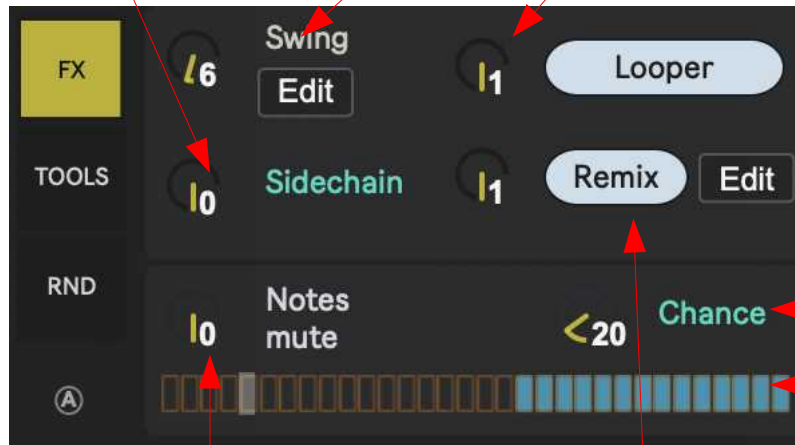 FX
6
Swing
Edit
1
Looper
TOOLS
0
Sidechain
1
Remix
Edit
RND
0
Notes
mute
20
Chance
A